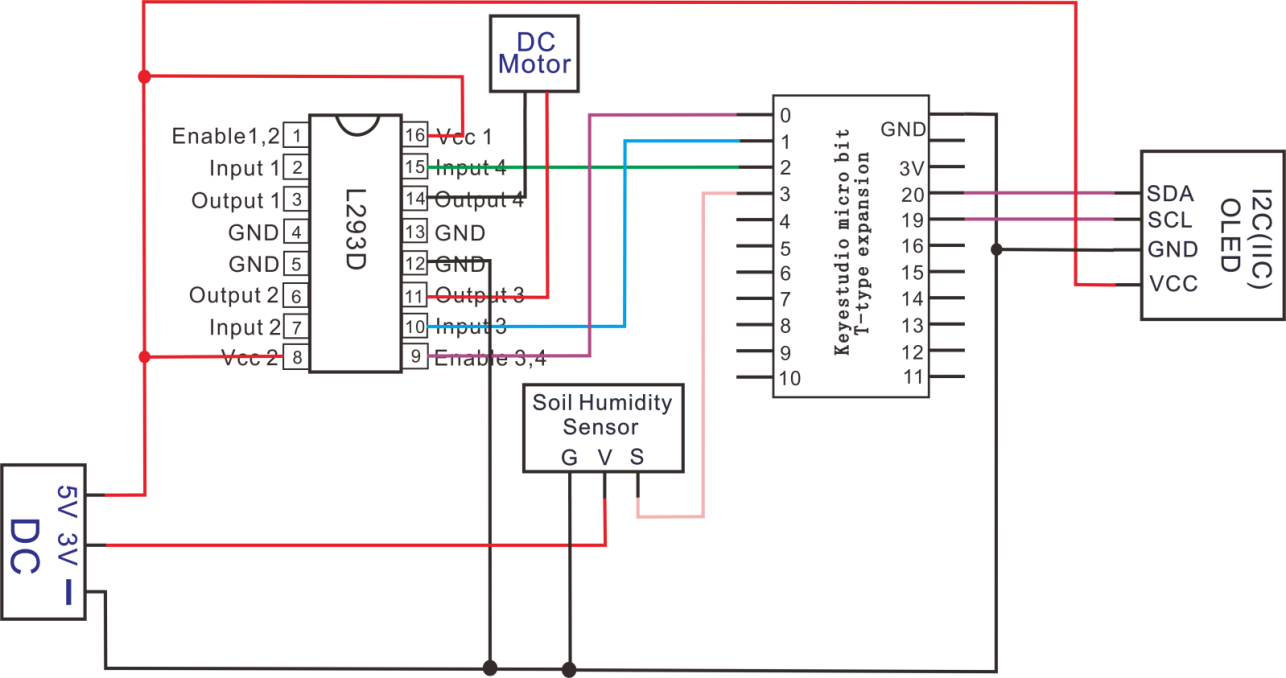 DC
Motor
Enable1,2 1
Input 1 2
Output 1 3
GND 4
GND 5
Output 2 6
Input 2 7
Vcc 2 8
L293D
16 Vcc 1
15 Input 4
14 Output 4
13 GND
12 GND
11 Output 3
10 Input 3
9 Enable 3,4
0
1
2
3
4
5
6
7
8
9
10
Keyestudio micro bit
T-type expansion
GND
3V
20
19
16
15
14
13
12
11
SDA
SCL
GND
VCC
I2C(IIC)
OLED
Soil Humidity
Sensor
G V S
5V 3V
DC